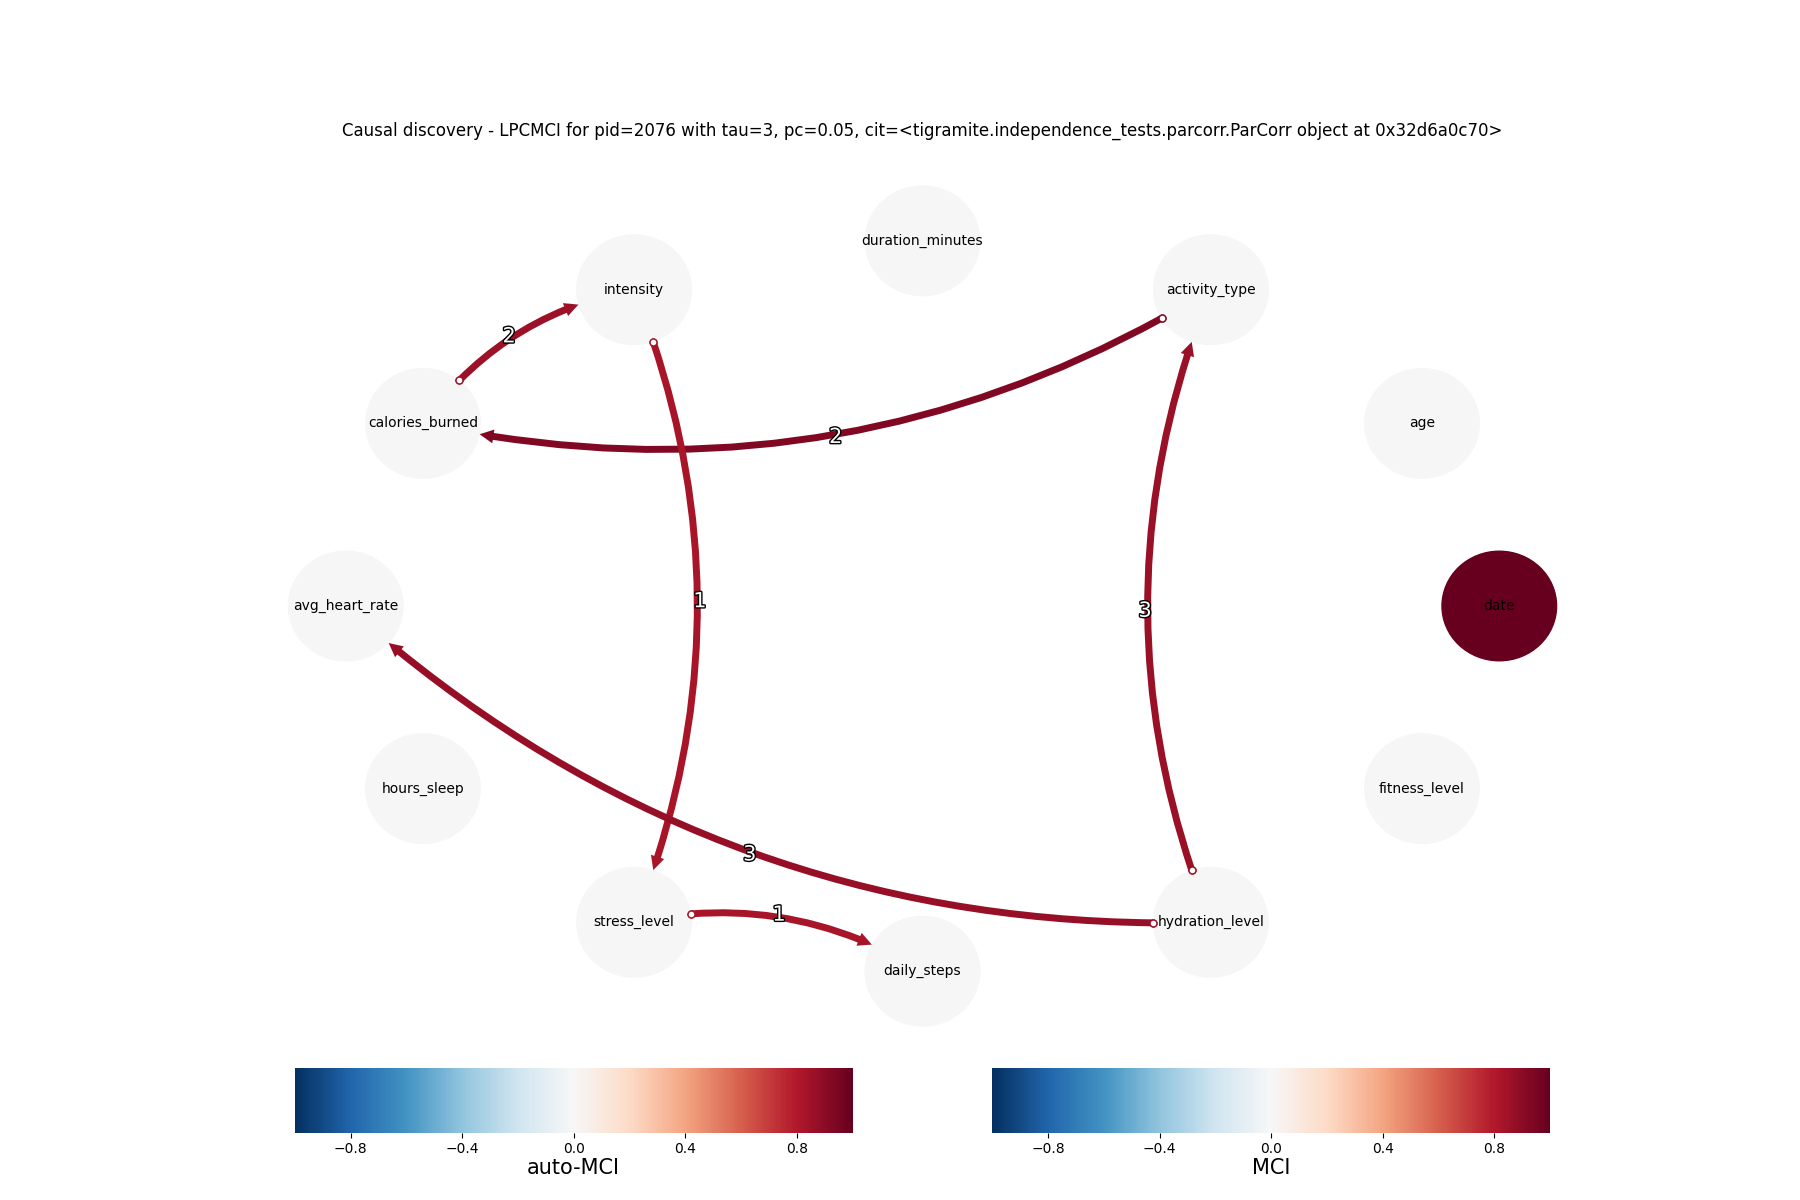 Causal discovery - LPCMCI for pid=2076 with tau=3, pc=0.05, cit=<tigramite.independence_tests.parcorr.ParCorr object at 0x32d6a0c70>
duration_minutes
intensity
activity_type
2
calories_burned
age
2
1
3
avg_heart_rate
date
hours_sleep
fitness_level
3
stress_level
1
hydration_level
daily_steps
−0.8 −0.4 0.0 0.4 0.8
auto-MCI
−0.8 −0.4 0.0 0.4 0.8
MCI